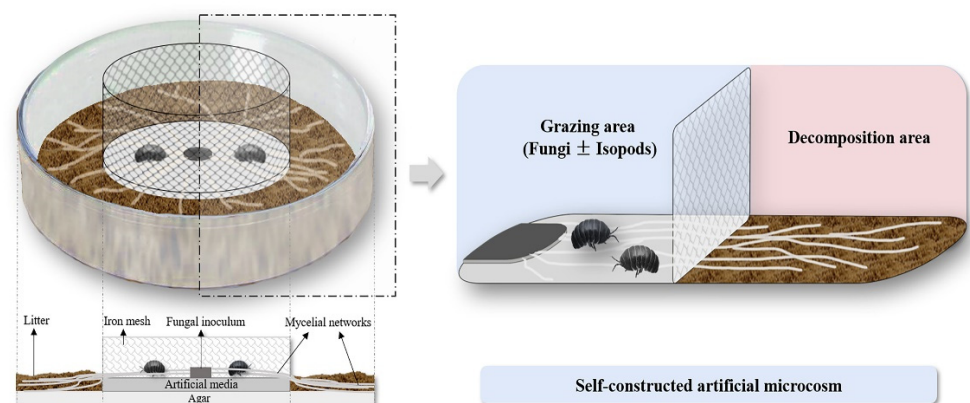 Grazing area
(Fungi ± Isopods)
Decomposition area
Litter
Iron mesh
Fungal inoculum
Mycelial networks
Artificial media
Agar
Self-constructed artificial microcosm